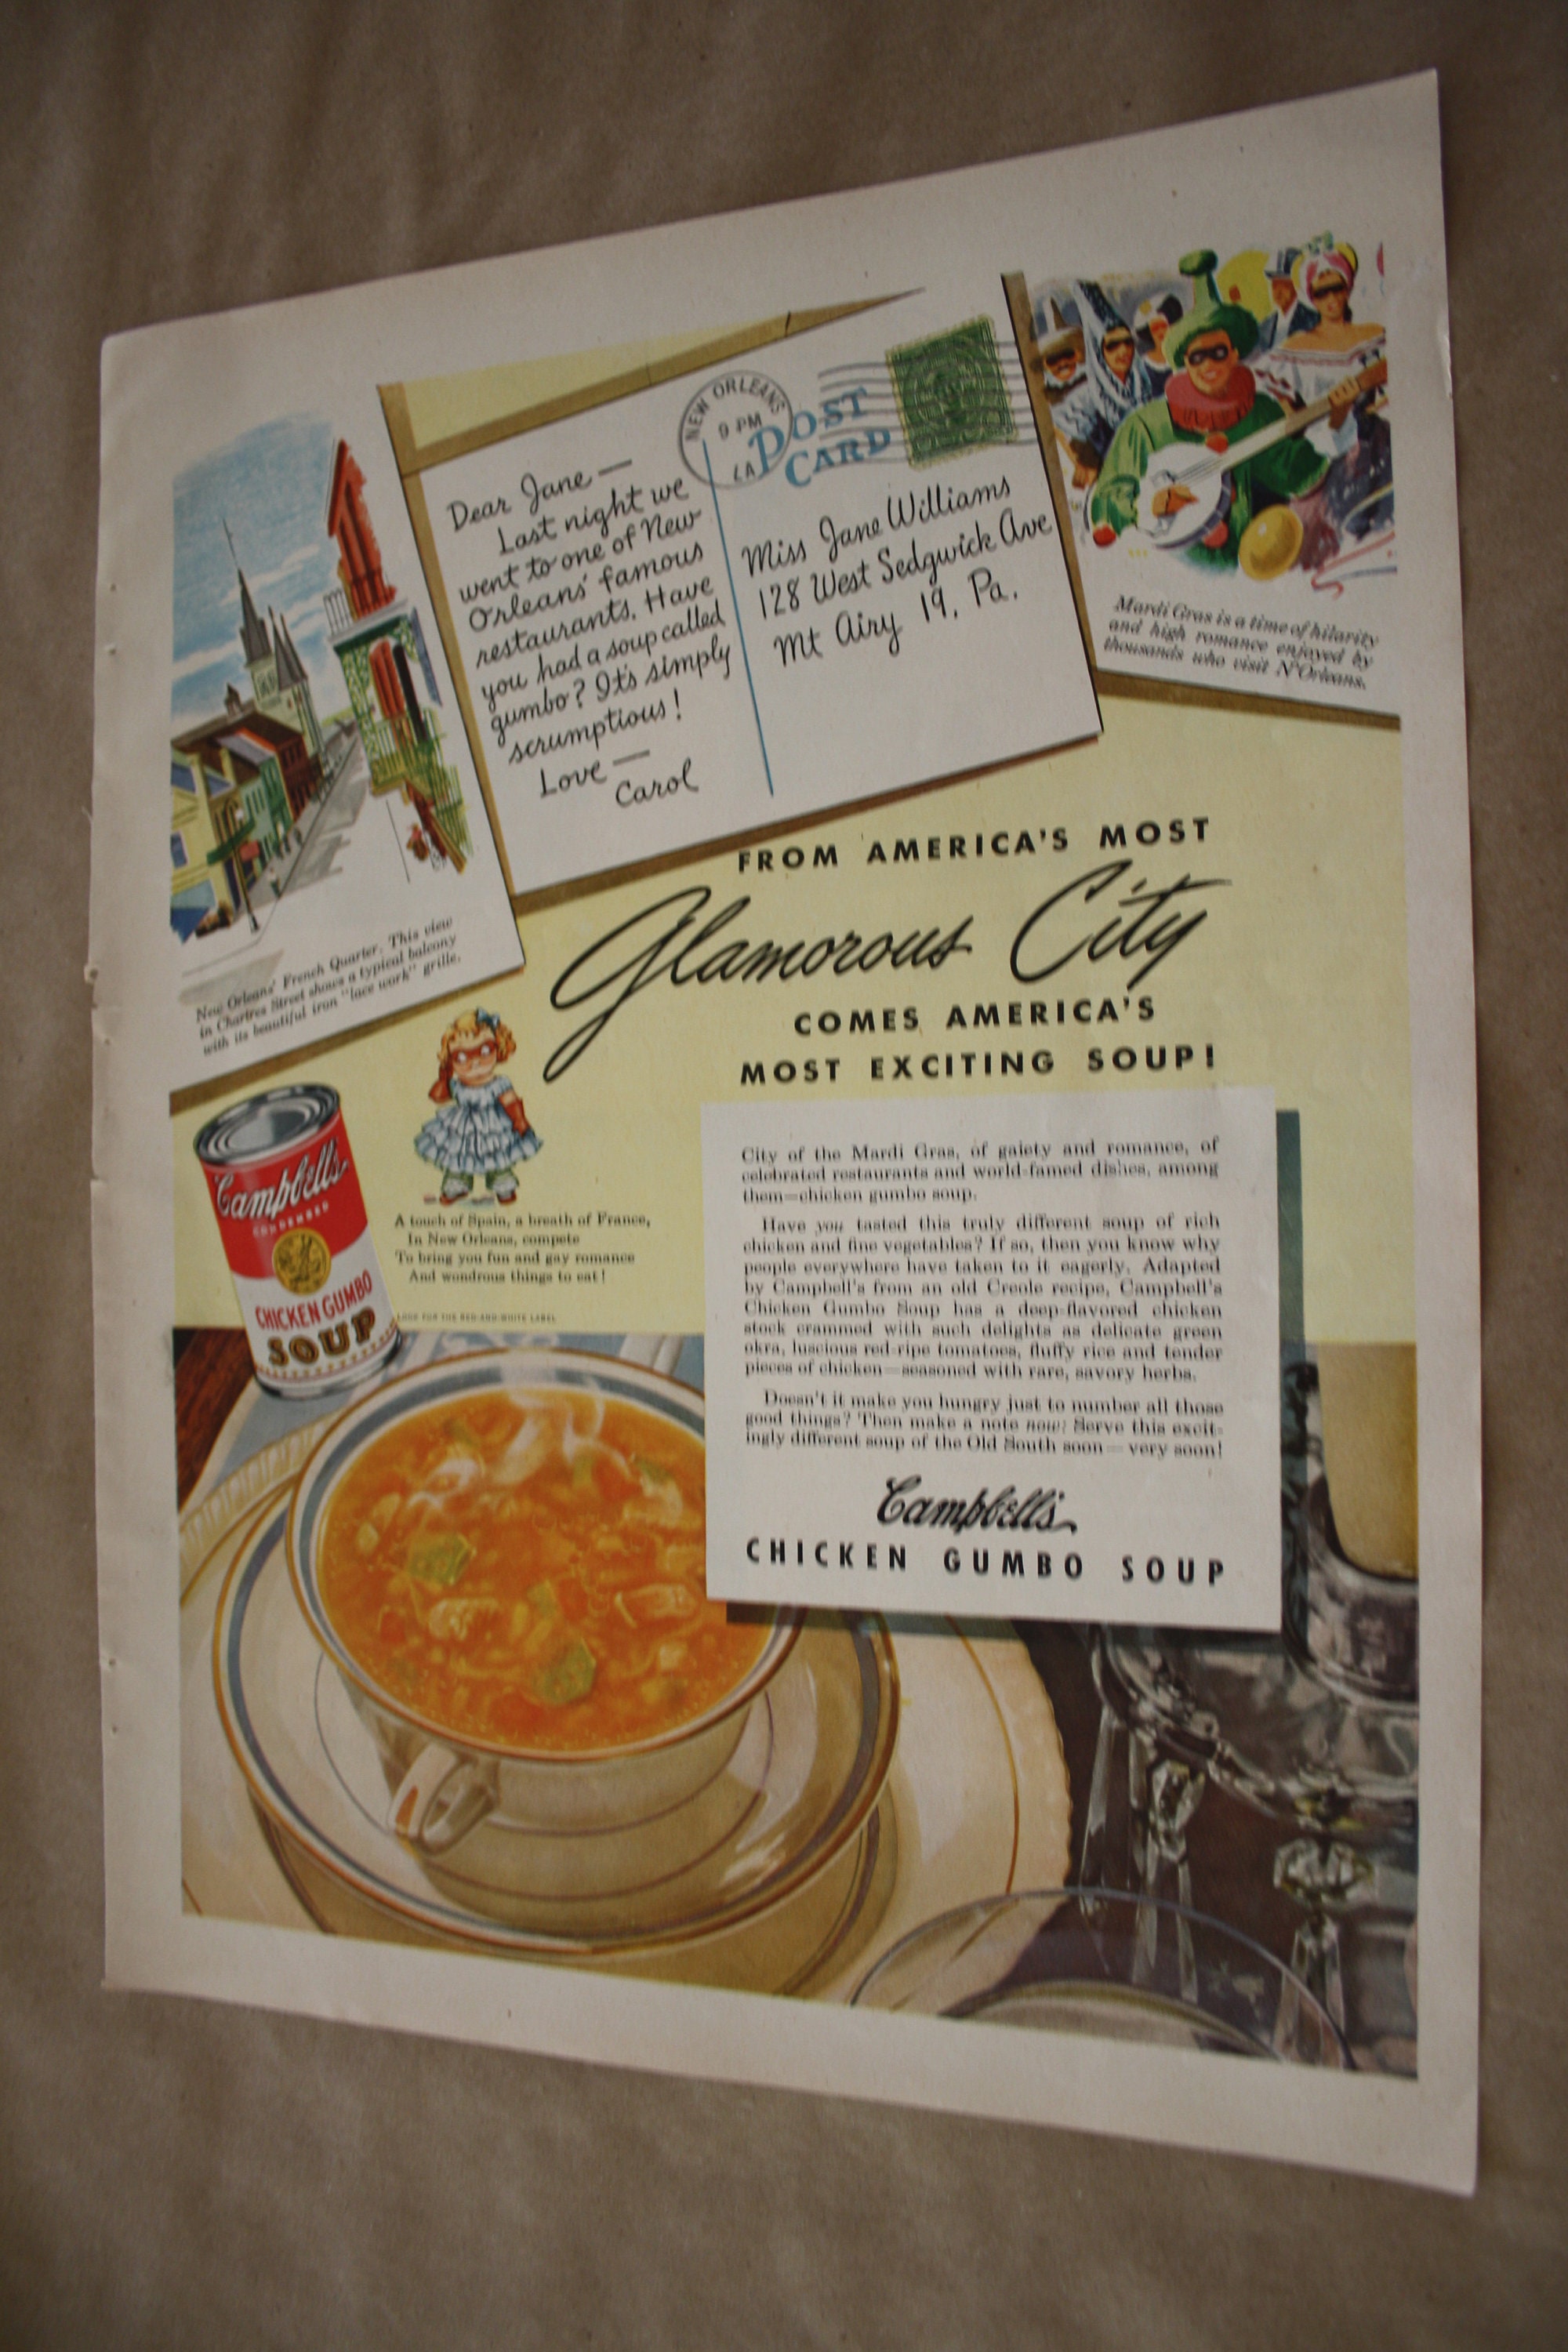 NEW ORLEANS
9 PM
LA
POST
CARD
Dear Jane —
Last night we
went to one of New
Orleans' famous
restaurants. Have
you had a soup called
gumbo? It's simply
scrumptious!
Love —
Carol
Miss Jane Williams
128 West Sedgwick Ave
Mt Airy 19, Pa.
Mardi Gras is a time of hilarity
and high romance enjoyed by
thousands who visit N'Orleans.
New Orleans' French Quarter. This view
in Chartres Street shows a typical balcony
with its beautiful iron "lace work" grille.
FROM AMERICA'S MOST
Glamorous City
COMES AMERICA'S
MOST EXCITING SOUP!
Campbell's
CONDENSED
CHICKEN GUMBO
SOUP
A touch of Spain, a breath of France,
In New Orleans, compete
To bring you fun and gay romance
And wondrous things to eat!
LOOK FOR THE RED-AND-WHITE LABEL
City of the Mardi Gras, of gaiety and romance, of
celebrated restaurants and world-famed dishes, among
them—chicken gumbo soup.
Have you tasted this truly different soup of rich
chicken and fine vegetables? If so, then you know why
people everywhere have taken to it eagerly. Adapted
by Campbell's from an old Creole recipe, Campbell's
Chicken Gumbo Soup has a deep-flavored chicken
stock crammed with such delights as delicate green
okra, luscious red-ripe tomatoes, fluffy rice and tender
pieces of chicken—seasoned with rare, savory herbs.
Doesn't it make you hungry just to number all those
good things? Then make a note now: Serve this excit-
ingly different soup of the Old South soon—very soon!
Campbell's
CHICKEN GUMBO SOUP